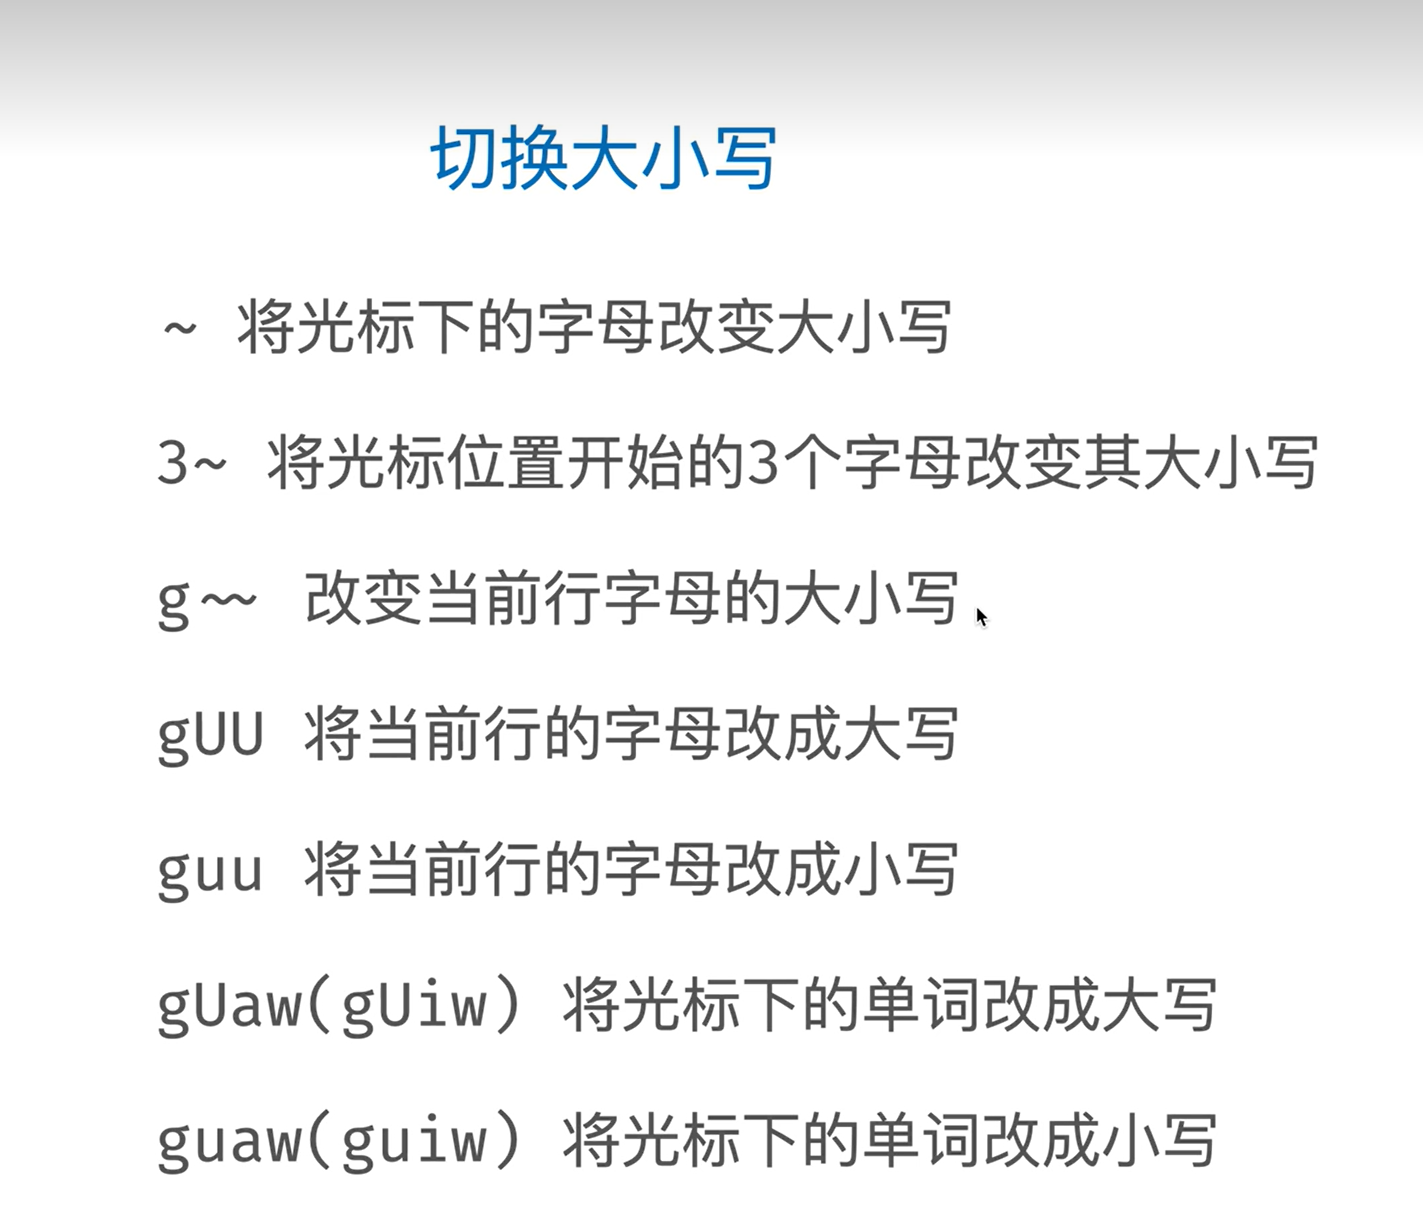 切换大小写
~ 将光标下的字母改变大小写
3~ 将光标位置开始的3个字母改变其大小写
g~~ 改变当前行字母的大小写
gUU 将当前行的字母改成大写
guu 将当前行的字母改成小写
gUaw(gUiw) 将光标下的单词改成大写
guaw(guiw) 将光标下的单词改成小写